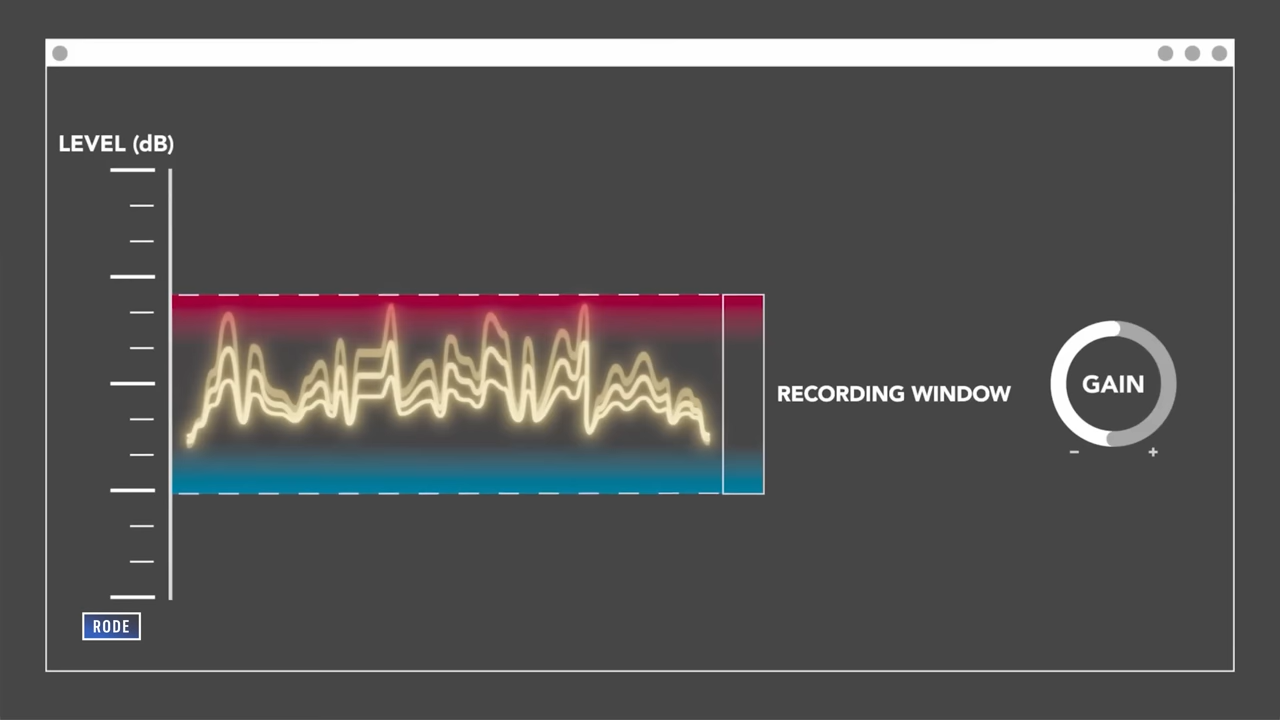 LEVEL (dB)
RECORDING WINDOW
GAIN
- +
RODE